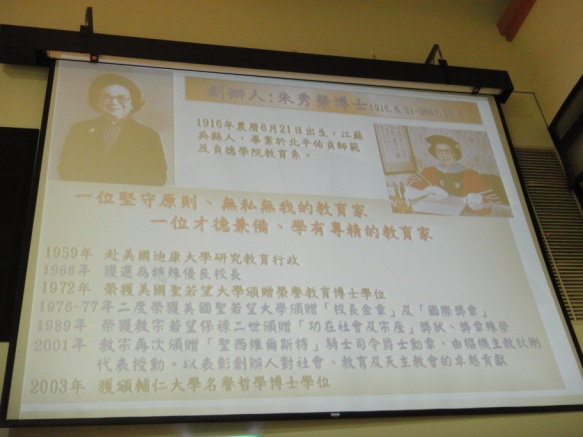 創辦人:朱秀榮博士
1916年農曆6月21日出生,江蘇
吳縣人,畢業於北平佑貞師範
及貞德學院教育系。
一位堅守原則、無私無我的教育家
一位才德兼備、學有專精的教育家
1959年 赴美國迪康大學研究教育行政
1968年 獲選為特殊優良校長
1972年 榮獲美國聖若望大學頒贈榮譽教育博士學位
1976-77年二度榮獲美國聖若望大學頒贈「校長金章」及「國際獎章」
1989年 榮獲教宗若望保祿二世頒贈「功在社會及宗座」獎狀、獎章殊榮
2001年 教宗再次頒贈「聖西維爾斯特」騎士司令爵士勳章,由樞機主教狄剛
代表授勳。以表彰創辦人對社會、教育及天主教會的卓越貢獻
2003年 獲頒輔仁大學名譽哲學博士學位